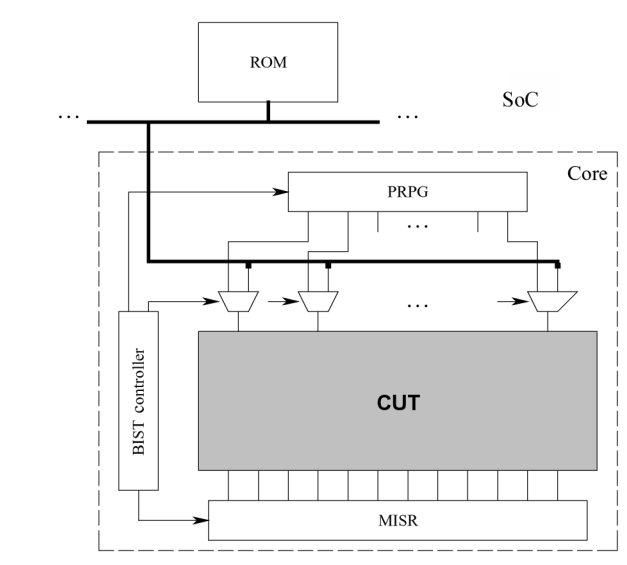 ROM
SoC
... ...
Core
PRPG
...
...
BIST controller
CUT
MISR